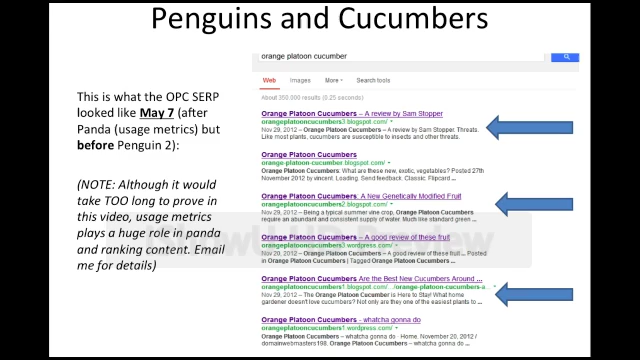 Penguins and Cucumbers
orange platoon cucumber
Web Images More Search tools
About 350,000 results (0.25 seconds)
This is what the OPC SERP
looked like May 7 (after
Panda (usage metrics) but
before Penguin 2):
(NOTE: Although it would
take TOO long to prove in
this video, usage metrics
plays a huge role in panda
and ranking content. Email
me for details)
Orange Platoon Cucumbers – A review by Sam Stopper
orangeplatooncucumbers3.blogspot.com/
Nov 29, 2012 – Orange Platoon Cucumbers – A review by Sam Stopper. Threats.
Like most plants, cucumbers are susceptible to insects and other threats.
Orange Platoon Cucumbers
orange-platoon-cucumber.blogspot.com/
Orange Platoon Cucumbers: What are these new, exotic, vegetables? Posted 27th
November 2012 by vincent. Loading. Send feedback. Classic. Flipcard ...
Orange Platoon Cucumbers: A New Genetically Modified Fruit
orangeplatooncucumbers2.blogspot.com/
Nov 29, 2012 – Being a typical summer vine crop, Orange Platoon Cucumbers
require an abundant and consistent supply of water. Much like standard green ...
Orange Platoon Cucumbers – A good review of these fruit
orangeplatooncucumbers3.wordpress.com/
Orange Platoon Cucumbers – A good review of these fruit. ... Posted
in Orange Platoon Cucumbers | Tagged Orange Platoon Cucumbers ...
Orange Platoon Cucumbers Are the Best New Cucumbers Around ...
orangeplatooncucumbers1.blogspot.com/.../orange-platoon-cucumbers-a...
Nov 29, 2012 – The Orange Platoon Cucumber is Here to Stay! What home
gardener doesn't love cucumbers? Not only are they one of the easiest plants to ...
Orange Platoon Cucumbers – whatcha gonna do
orangeplatooncucumbers1.wordpress.com/
Orange Platoon Cucumbers – whatcha gonna do · Home. November 20, 2012 /
domainwebmasters198. Orange Platoon Cucumbers – whatcha gonna ...